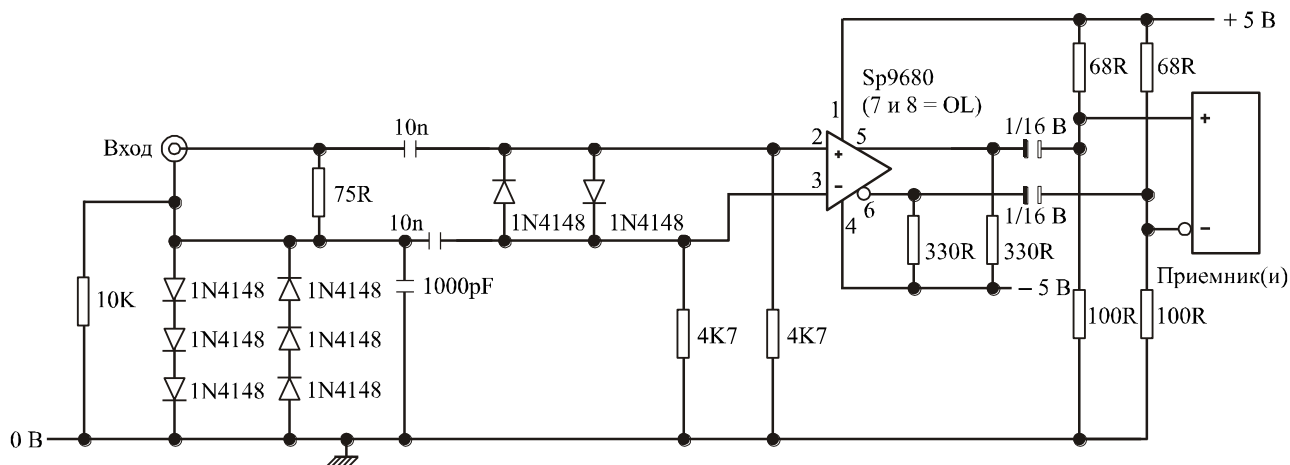 + 5 В
68R
68R
Sp9680
(7 и 8 = OL)
1
10n
2
5
1/16 В
+
+
Вход
75R
3
-
6
1N4148
1N4148
1/16 В
10n
4
330R
330R
-
Приемник(и)
– 5 В
10K
1N4148
1N4148
1000pF
100R
100R
1N4148
1N4148
4K7
4K7
1N4148
1N4148
0 В